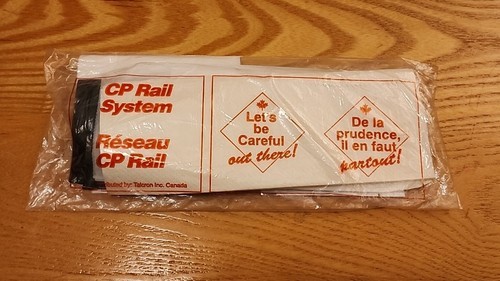 CP Rail
System
Réseau
CP Rail
Let's
be
Careful
out there!
De la
prudence,
il en faut
partout!
Inc. Canada